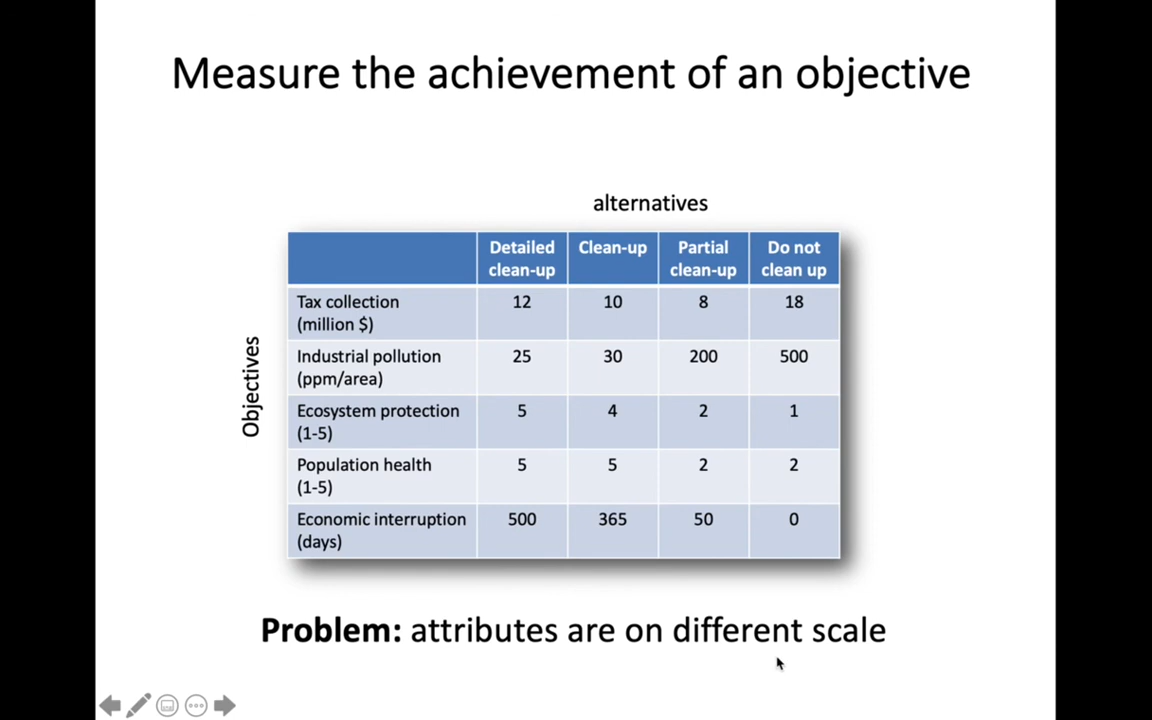 Measure the achievement of an objective
alternatives
Objectives
Detailed clean-up Clean-up Partial clean-up Do not clean up
Tax collection (million $) 12 10 8 18
Industrial pollution (ppm/area) 25 30 200 500
Ecosystem protection (1-5) 5 4 2 1
Population health (1-5) 5 5 2 2
Economic interruption (days) 500 365 50 0
Problem: attributes are on different scale